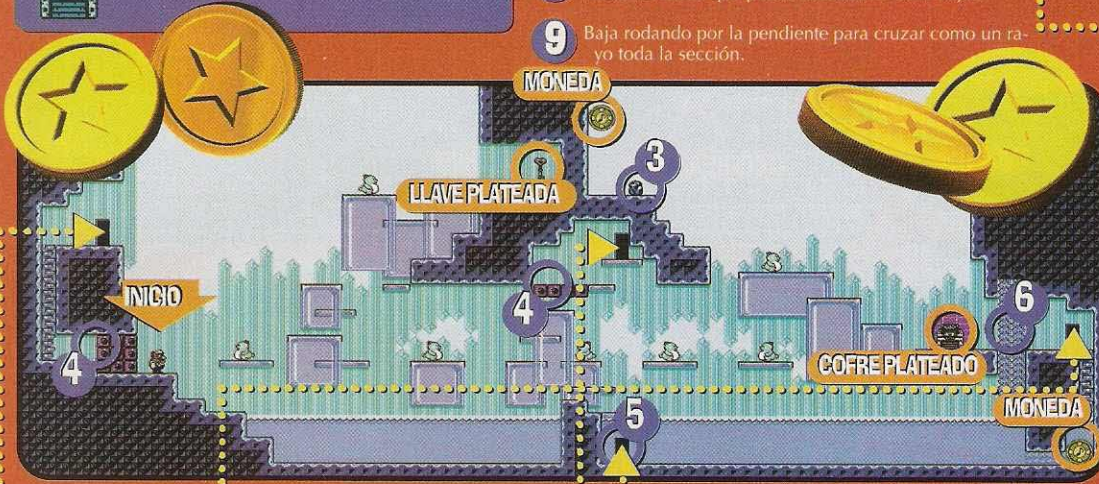 9 Baja rodando por la pendiente para cruzar como un ra-
yo toda la sección.
MONEDA
3
LLAVE PLATEADA
INICIO
4
4
6
COFRE PLATEADO
5
MONEDA